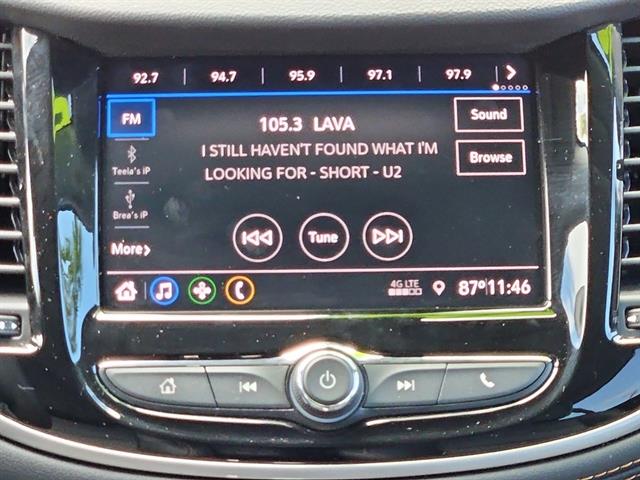 92.7 94.7 95.9 97.1 97.9
FM
105.3 LAVA
Sound
I STILL HAVEN'T FOUND WHAT I'M
LOOKING FOR - SHORT - U2
Browse
Teela's iP
Brea's iP
More
Tune
4G LTE
87° 11:46